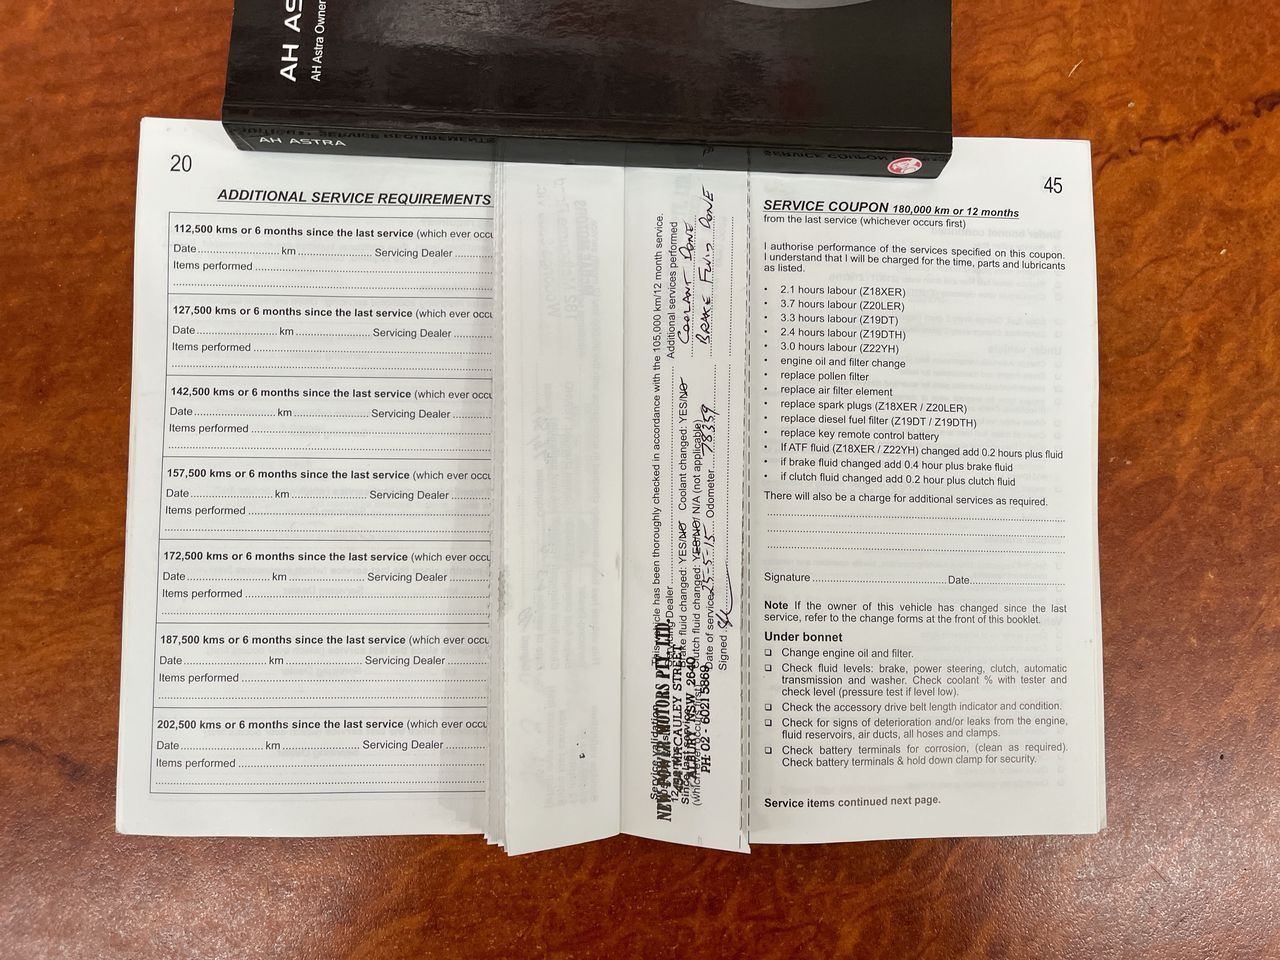 AH AS
AH Astra Owner
AH ASTRA
20
ADDITIONAL SERVICE REQUIREMENTS
112,500 kms or 6 months since the last service (which ever occu
Date.....................km.....................Servicing Dealer
Items performed
127,500 kms or 6 months since the last service (which ever occu
Date.....................km.....................Servicing Dealer
Items performed
142,500 kms or 6 months since the last service (which ever occu
Date.....................km.....................Servicing Dealer
Items performed
157,500 kms or 6 months since the last service (which ever occu
Date.....................km.....................Servicing Dealer
Items performed
172,500 kms or 6 months since the last service (which ever occu
Date.....................km.....................Servicing Dealer
Items performed
187,500 kms or 6 months since the last service (which ever occu
Date.....................km.....................Servicing Dealer
Items performed
202,500 kms or 6 months since the last service (which ever occu
Date.....................km.....................Servicing Dealer
Items performed
Service validation
This vehicle has been thoroughly checked in accordance with the 105,000 km/12 month service.
Dealer..................... Additional services performed
Brake fluid changed: YES/NO Coolant changed: YES/NO COOLANT DONE
Clutch fluid changed: YES/NO/ N/A (not applicable) BRAKE FLUID DONE
Date of service 25-5-15 Odometer 78359
Signed
NEW POWER MOTORS PTY LTD.
MACAULEY STREET
ALBURY NSW 2640
PH: 02 - 6021 5869
45
SERVICE COUPON 180,000 km or 12 months
from the last service (whichever occurs first)
I authorise performance of the services specified on this coupon.
I understand that I will be charged for the time, parts and lubricants
as listed.
• 2.1 hours labour (Z18XER)
• 3.7 hours labour (Z20LER)
• 3.3 hours labour (Z19DT)
• 2.4 hours labour (Z19DTH)
• 3.0 hours labour (Z22YH)
• engine oil and filter change
• replace pollen filter
• replace air filter element
• replace spark plugs (Z18XER / Z20LER)
• replace diesel fuel filter (Z19DT / Z19DTH)
• replace key remote control battery
• If ATF fluid (Z18XER / Z22YH) changed add 0.2 hours plus fluid
• if brake fluid changed add 0.4 hour plus brake fluid
• if clutch fluid changed add 0.2 hour plus clutch fluid
There will also be a charge for additional services as required.
Signature.....................Date.....................
Note If the owner of this vehicle has changed since the last
service, refer to the change forms at the front of this booklet.
Under bonnet
❑ Change engine oil and filter.
❑ Check fluid levels: brake, power steering, clutch, automatic
transmission and washer. Check coolant % with tester and
check level (pressure test if level low).
❑ Check the accessory drive belt length indicator and condition.
❑ Check for signs of deterioration and/or leaks from the engine,
fluid reservoirs, air ducts, all hoses and clamps.
❑ Check battery terminals for corrosion, (clean as required).
Check battery terminals & hold down clamp for security.
Service items continued next page.